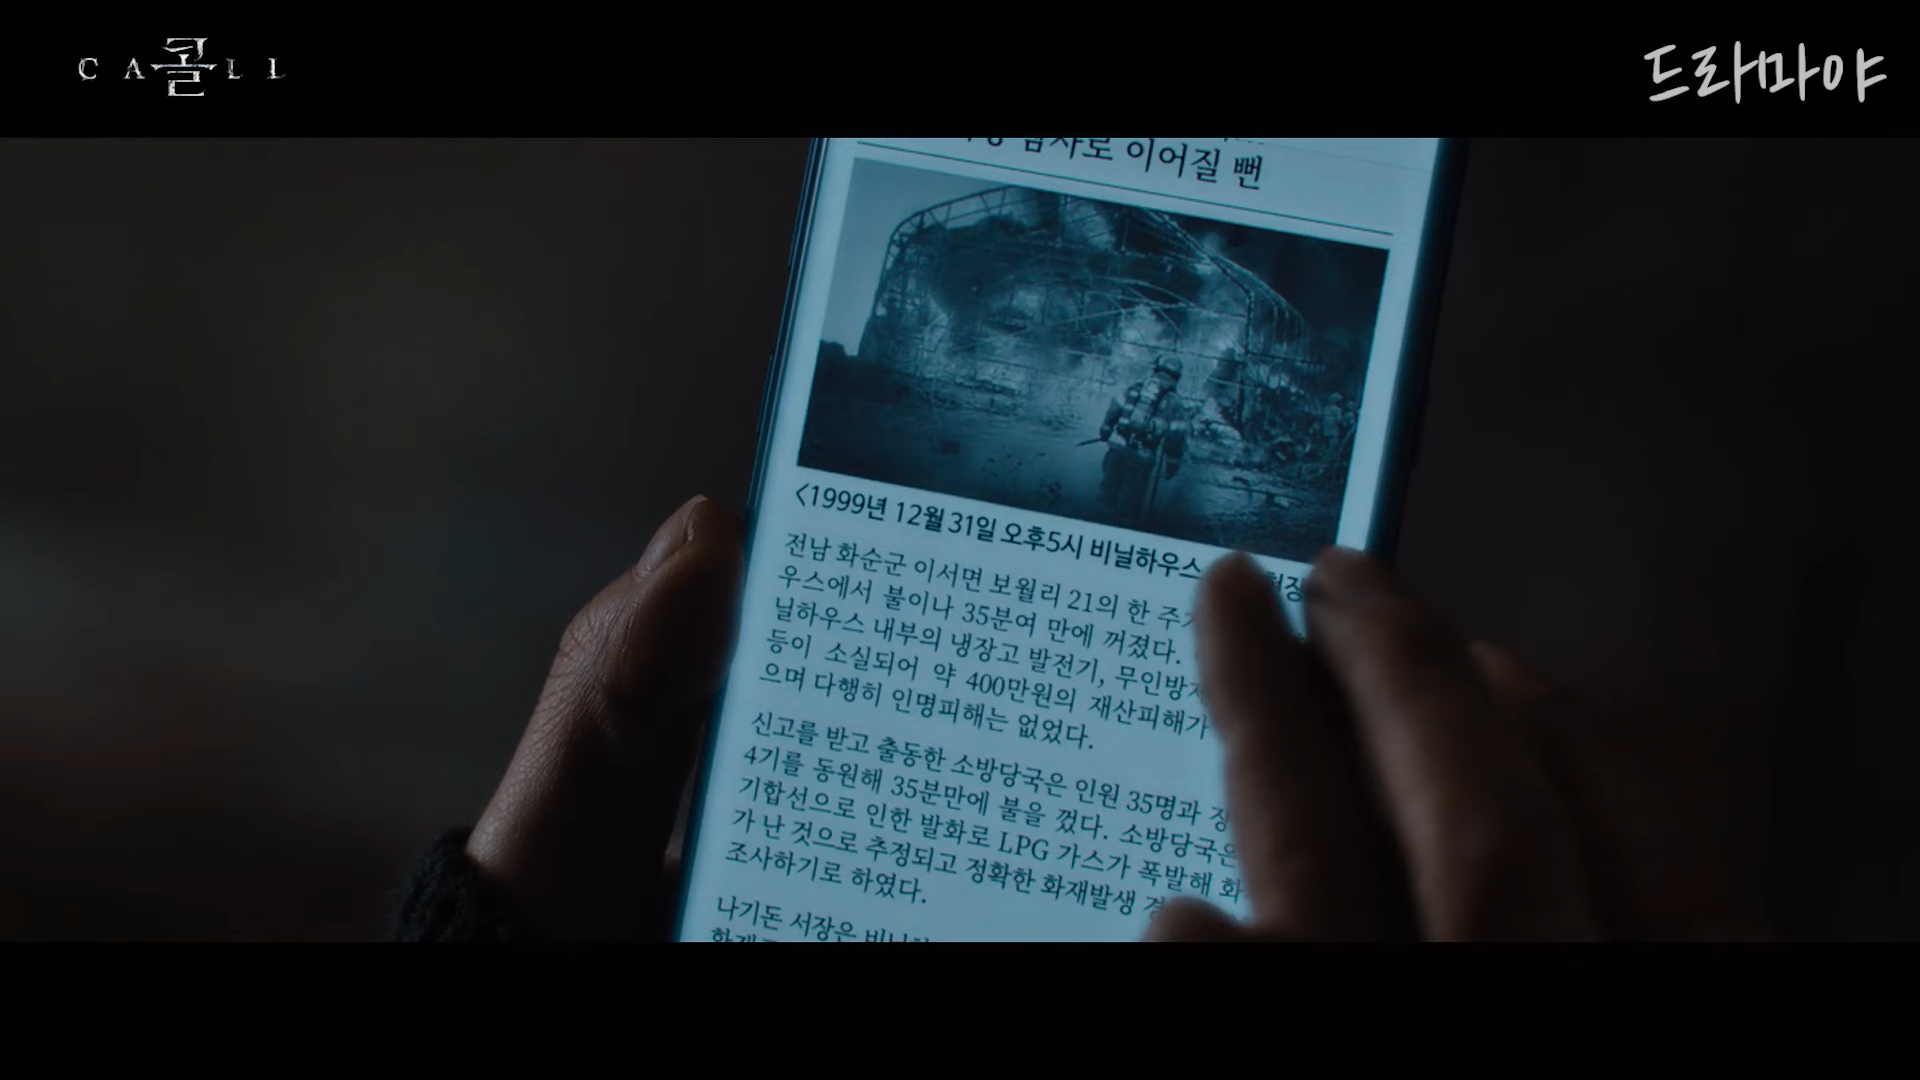 CA콜LL
드라마야
로 이어질 뻔
<1999년 12월 31일 오후5시 비닐하우스
전남 화순군 이서면 보월리 21의 한
우스에서 불이나 35분여 만에 꺼졌다.
닐하우스 내부의 냉장고 발전기, 무인방
등이 소실되어 약 400만원의 재산피해가
으며 다행히 인명피해는 없었다.
신고를 받고 출동한 소방당국은 인원 35명과 장
4기를 동원해 35분만에 불을 껐다. 소방당국은
기합선으로 인한 발화로 LPG 가스가 폭발해 화
가 난 것으로 추정되고 정확한 화재발생 경
조사하기로 하였다.
나기돈 서장은